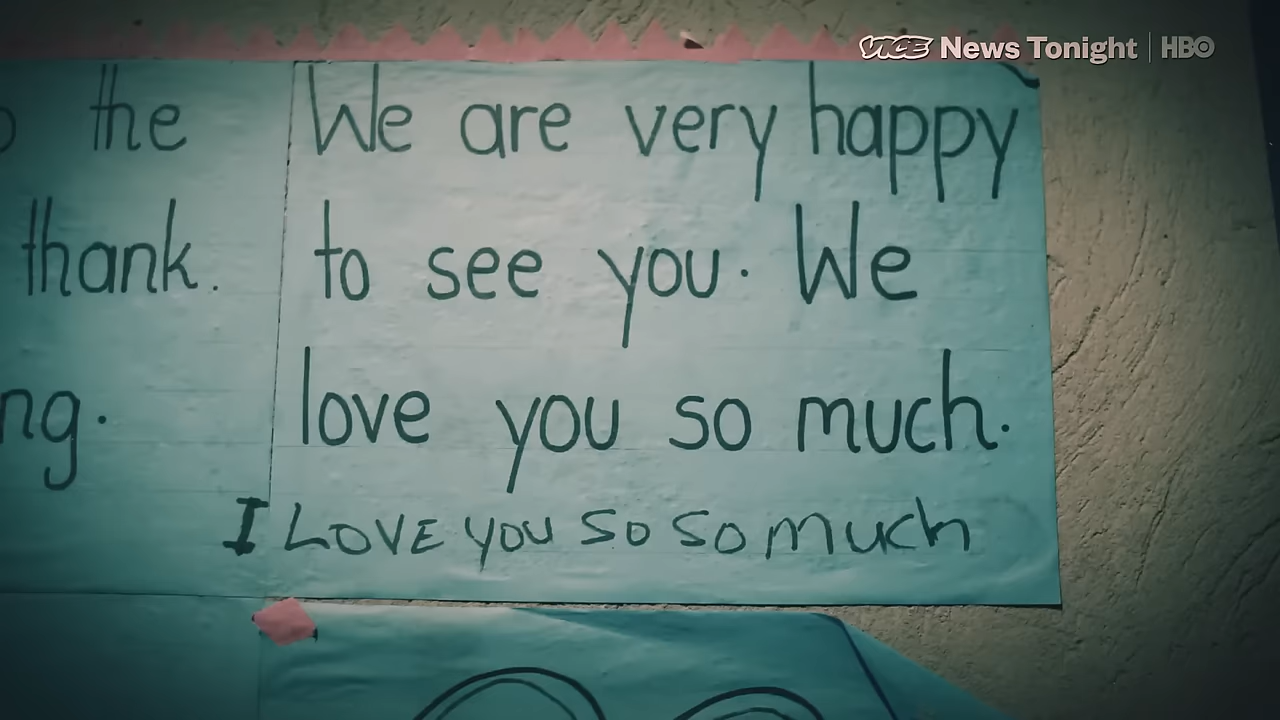 VICE News Tonight | HBO
the
thank.
ng.
We are very happy
to see you. We
love you so much.
I LOVE you so so much